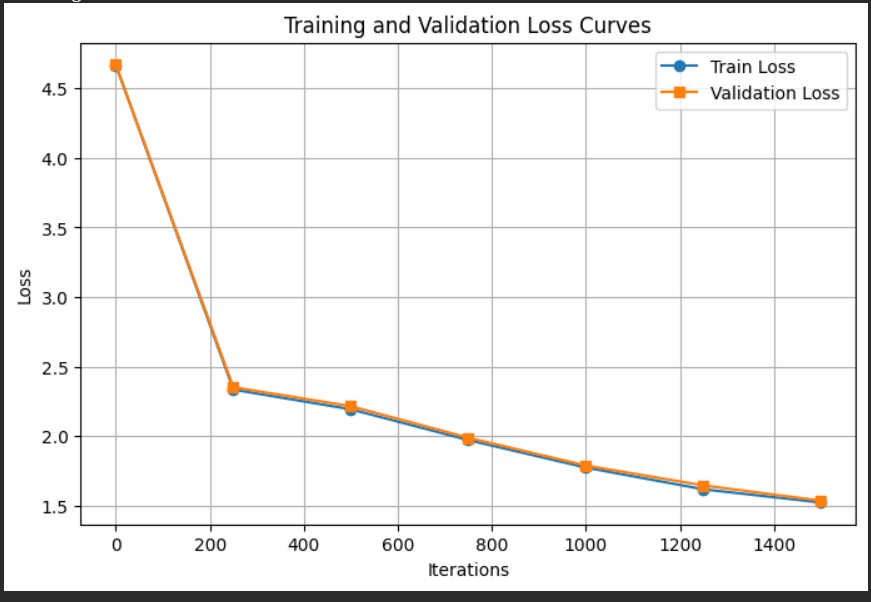 Training and Validation Loss Curves
Train Loss
Validation Loss
4.5
4.0
3.5
3.0
2.5
2.0
1.5
Loss
0 200 400 600 800 1000 1200 1400
Iterations